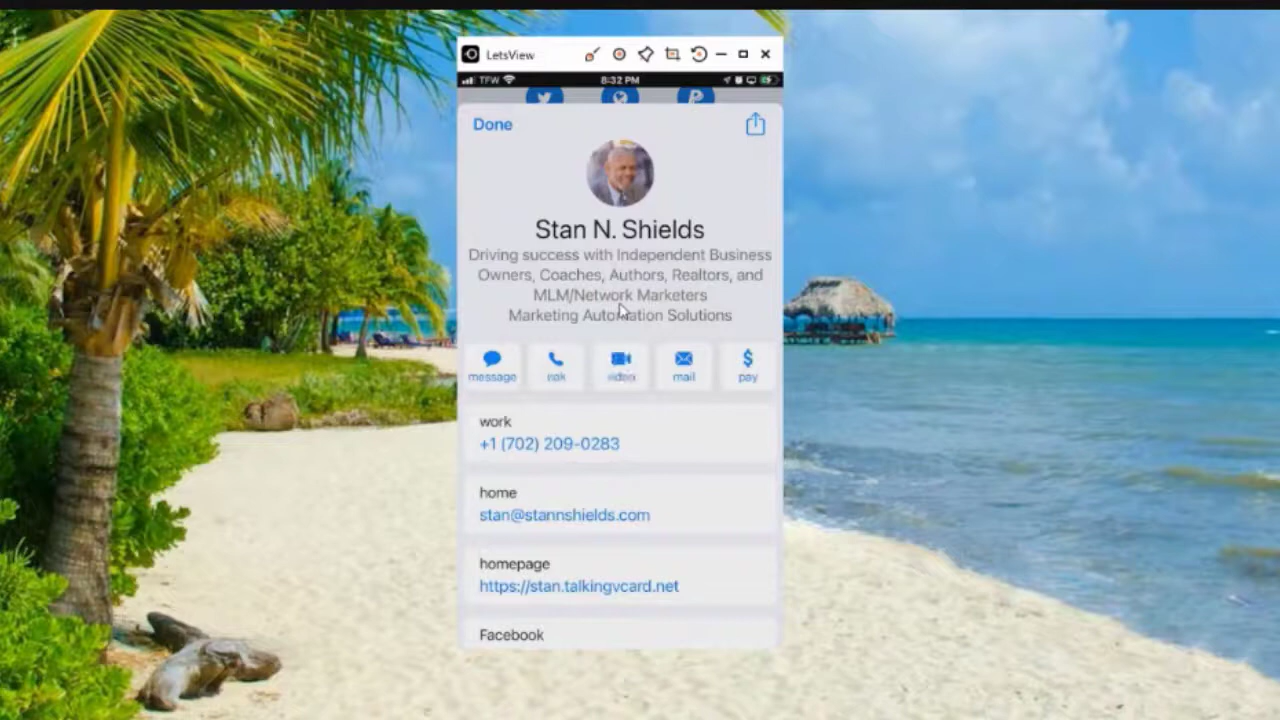 LetsView
TFW
8:32 PM
Done
Stan N. Shields
Driving success with Independent Business
Owners, Coaches, Authors, Realtors, and
MLM/Network Marketers
Marketing Automation Solutions
message
video
mail
pay
work
+1 (702) 209-0283
home
stan@stannshields.com
homepage
https://stan.talkingvcard.net
Facebook